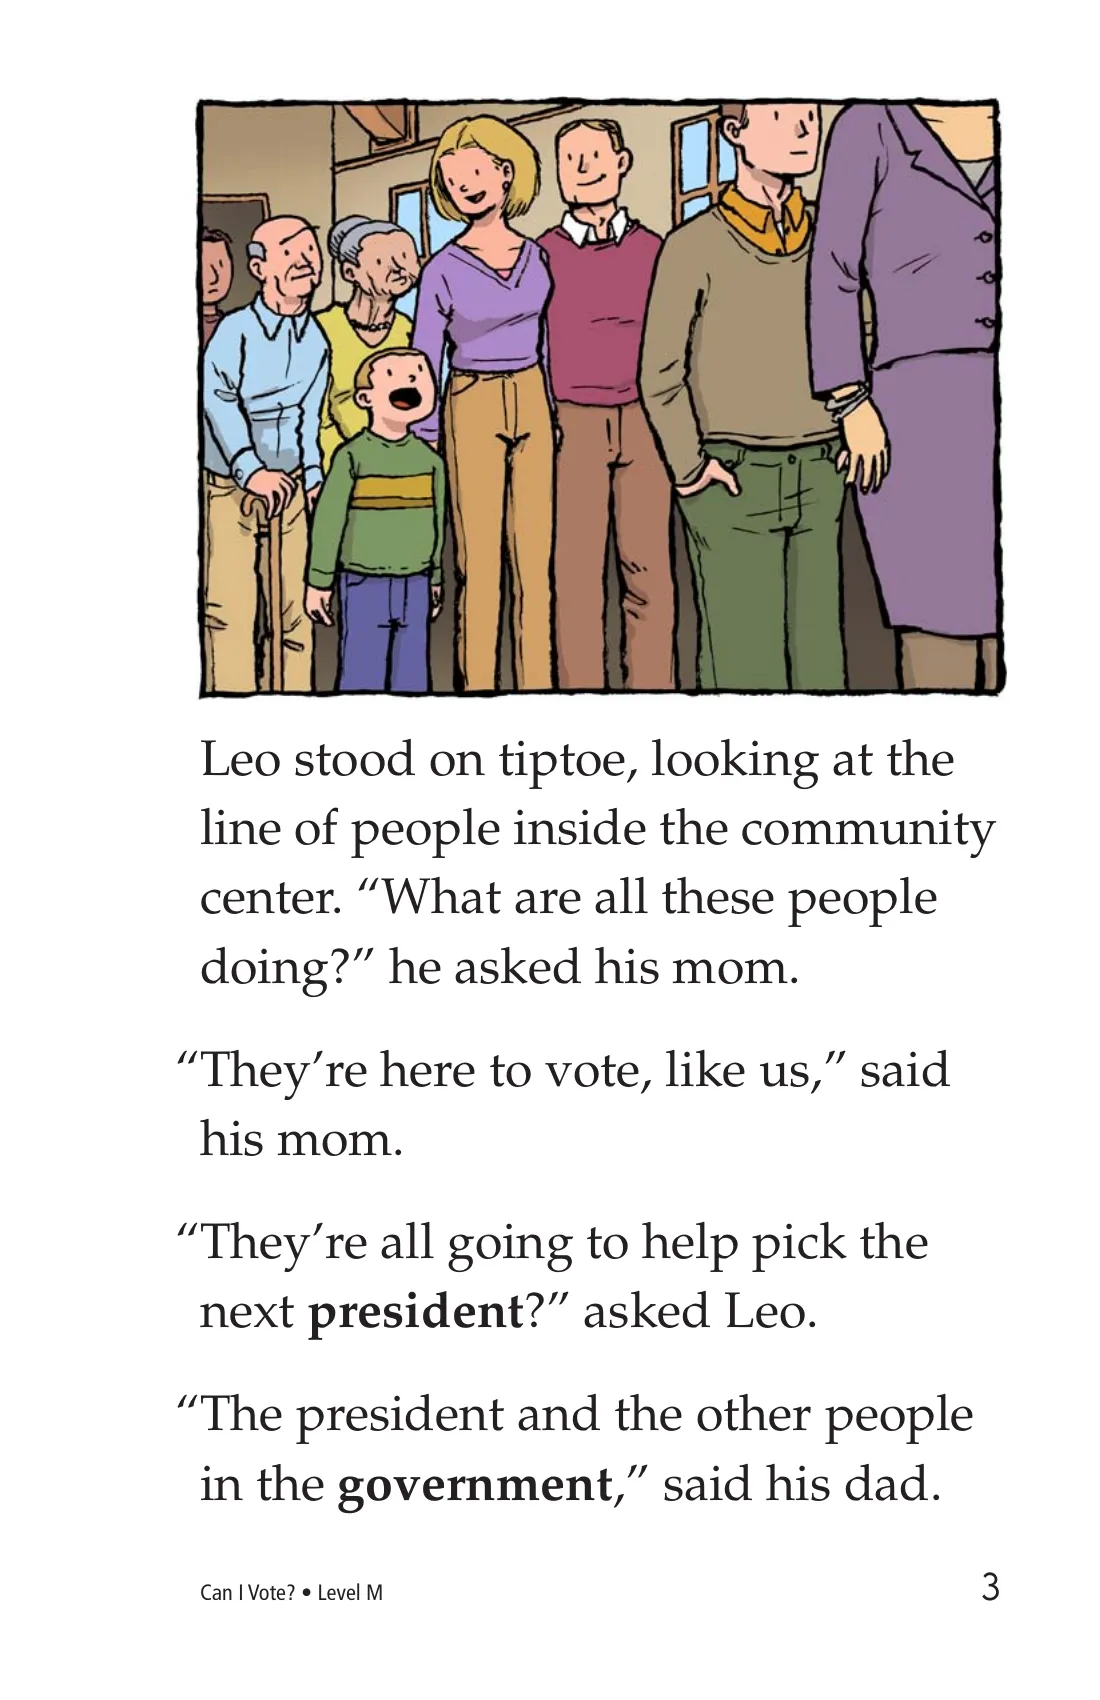 Leo stood on tiptoe, looking at the
line of people inside the community
center. “What are all these people
doing?” he asked his mom.
“They’re here to vote, like us,” said
his mom.
“They’re all going to help pick the
next president?” asked Leo.
“The president and the other people
in the government,” said his dad.
Can I Vote? • Level M
3